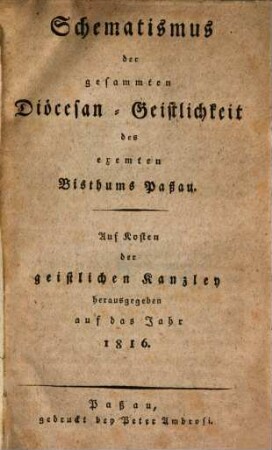 Schematismus
der
gesammten
Diöcesan - Geistlichkeit
des
exemten
Bisthums Paßau.
Auf Kosten
der
geistlichen Kanzley
herausgegeben
auf das Jahr
1816.
Paßau,
gedruckt bey Peter Ambrosi.